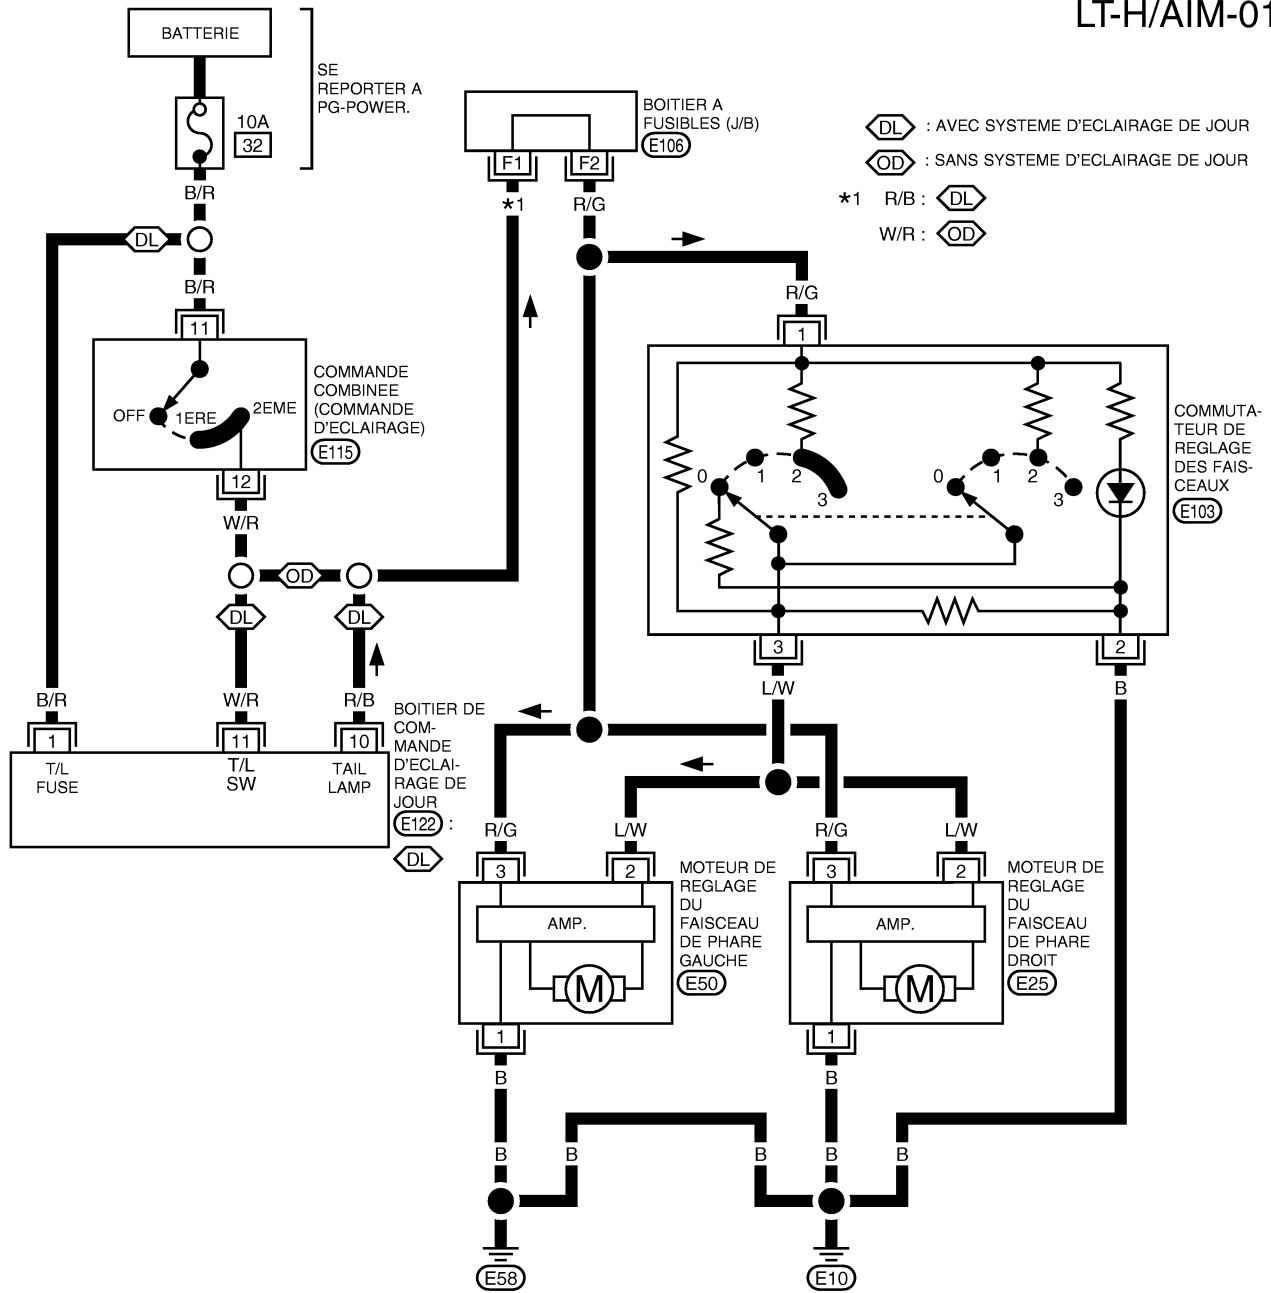 LT-H/AIM-01
BATTERIE
SE
REPORTER A
PG-POWER.
10A
32
B/R
DL
B/R
11
OFF
1ERE
2EME
COMMANDE
COMBINEE
(COMMANDE
D'ECLAIRAGE)
E115
12
W/R
OD
DL
DL
B/R
W/R
R/B
1
11
10
T/L
FUSE
T/L
SW
TAIL
LAMP
BOITIER DE
COM-
MANDE
D'ECLAI-
RAGE DE
JOUR
E122 :
DL
BOITIER A
FUSIBLES (J/B)
E106
F1
F2
*1
R/G
DL : AVEC SYSTEME D'ECLAIRAGE DE JOUR
OD : SANS SYSTEME D'ECLAIRAGE DE JOUR
*1 R/B : DL
W/R : OD
R/G
1
0
1
2
3
0
1
2
3
COMMUTA-
TEUR DE
REGLAGE
DES FAIS-
CEAUX
E103
3
2
L/W
B
R/G
L/W
R/G
L/W
3
2
3
2
AMP.
M
MOTEUR DE
REGLAGE
DU
FAISCEAU
DE PHARE
GAUCHE
E50
AMP.
M
MOTEUR DE
REGLAGE
DU
FAISCEAU
DE PHARE
DROIT
E25
1
1
B
B
B
B
B
B
B
E58
E10